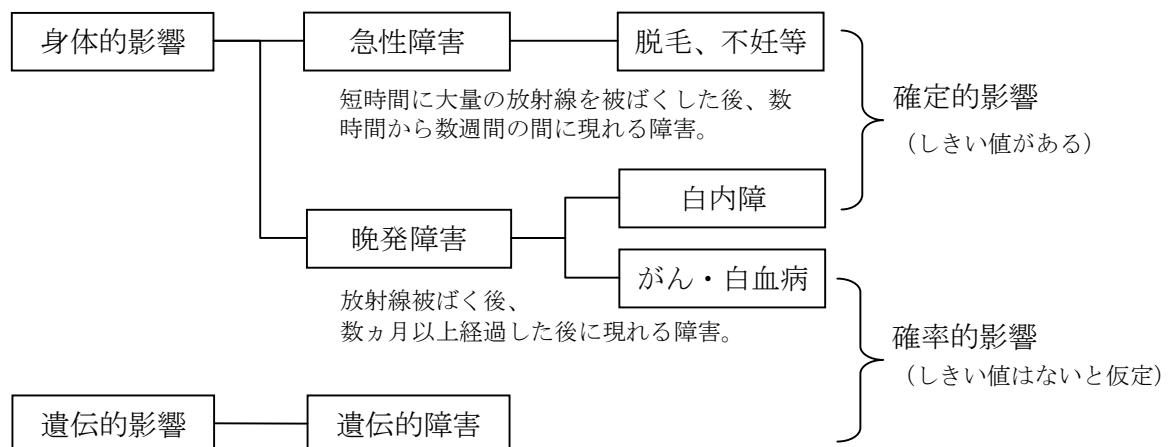 身体的影響
急性障害
脱毛、不妊等
短時間に大量の放射線を被ばくした後、数
時間から数週間の間に現れる障害。
確定的影響
（しきい値がある）
白内障
晩発障害
がん・白血病
放射線被ばく後、
数ヵ月以上経過した後に現れる障害。
確率的影響
（しきい値はないと仮定）
遺伝的影響
遺伝的障害